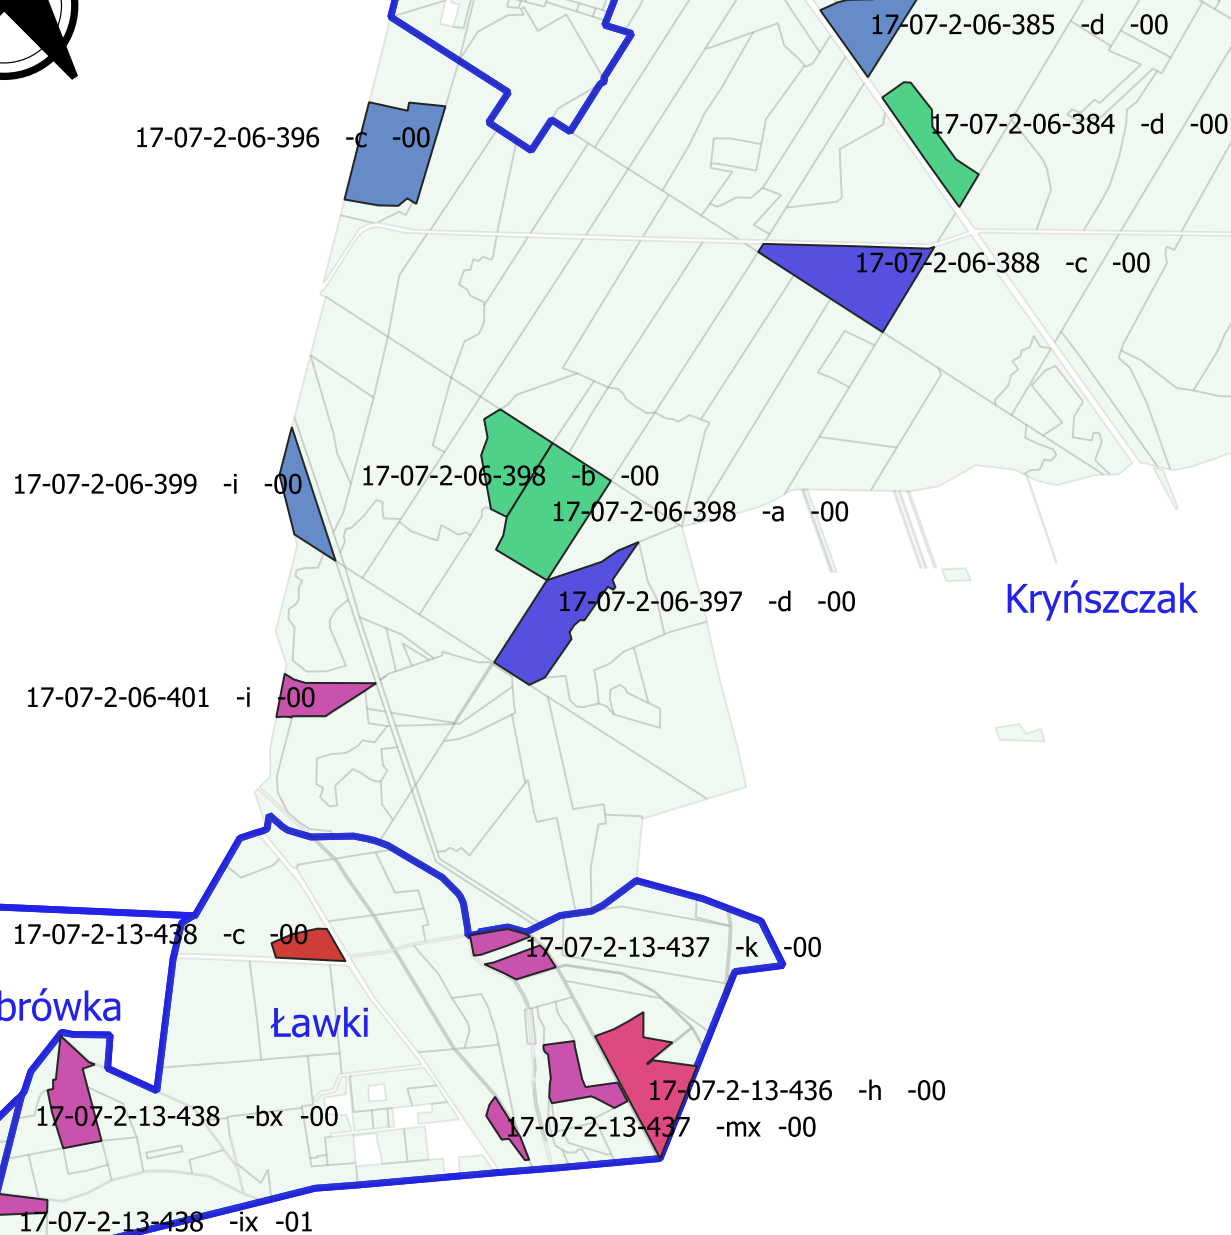 17-07-2-06-385 -d -00
17-07-2-06-384 -d -00
17-07-2-06-396 -c -00
17-07-2-06-388 -c -00
17-07-2-06-398 -b -00
17-07-2-06-399 -i -00
17-07-2-06-398 -a -00
Kryńszczak
17-07-2-06-397 -d -00
17-07-2-06-401 -i -00
17-07-2-13-438 -c -00
17-07-2-13-437 -k -00
brówka
Ławki
17-07-2-13-436 -h -00
17-07-2-13-438 -bx -00
17-07-2-13-437 -mx -00
17-07-2-13-438 -ix -01